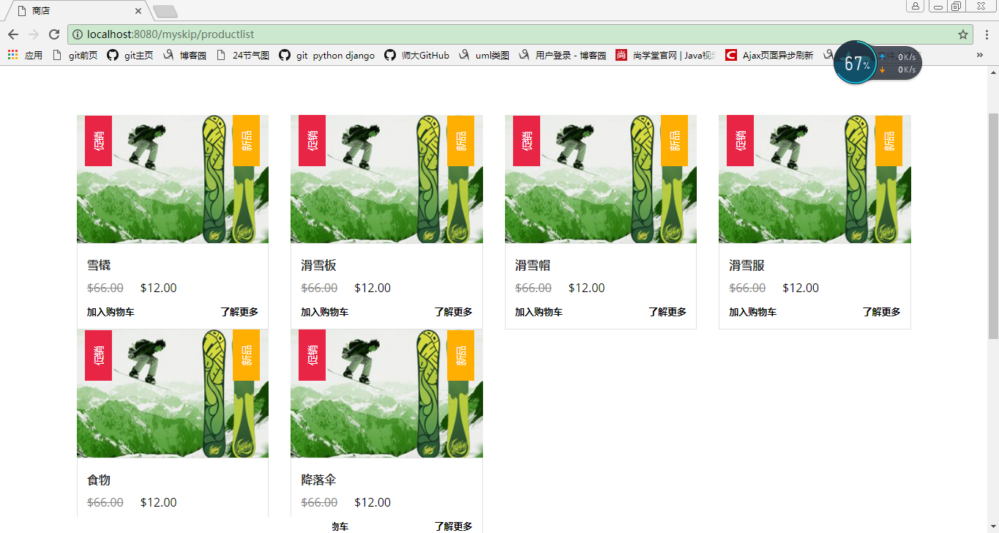 商店
localhost:8080/myskip/productlist
应用 git前页 git主页 博客园 24节气图 git python django 师大GitHub uml类图 用户登录 - 博客园 尚学堂官网 | Java视频 Ajax页面异步刷新 »
67% 0K/s
0K/s
促销 新品 促销 新品 促销 新品 促销 新品
雪橇 滑雪板 滑雪帽 滑雪服
$66.00 $12.00 $66.00 $12.00 $66.00 $12.00 $66.00 $12.00
加入购物车 了解更多 加入购物车 了解更多 加入购物车 了解更多 加入购物车 了解更多
促销 新品 促销 新品
食物 降落伞
$66.00 $12.00 $66.00 $12.00
物车 了解更多